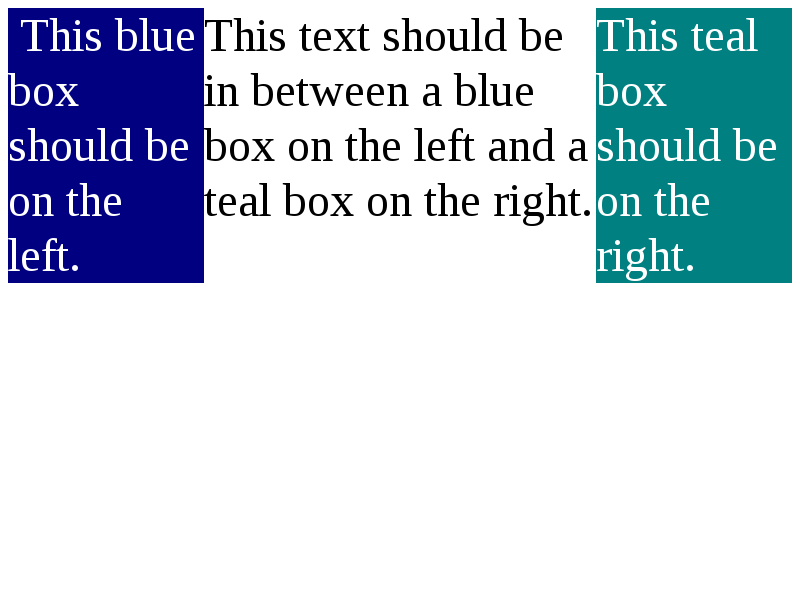 This blue
box
should be
on the
left.
This text should be
in between a blue
box on the left and a
teal box on the right.
This teal
box
should be
on the
right.